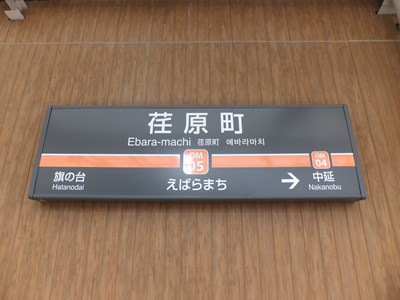 荏原町
Ebara-machi 荏原町 에바라마치
OM 05
OM 04
旗の台 えばらまち → 中延
Hatanodai Nakanobu